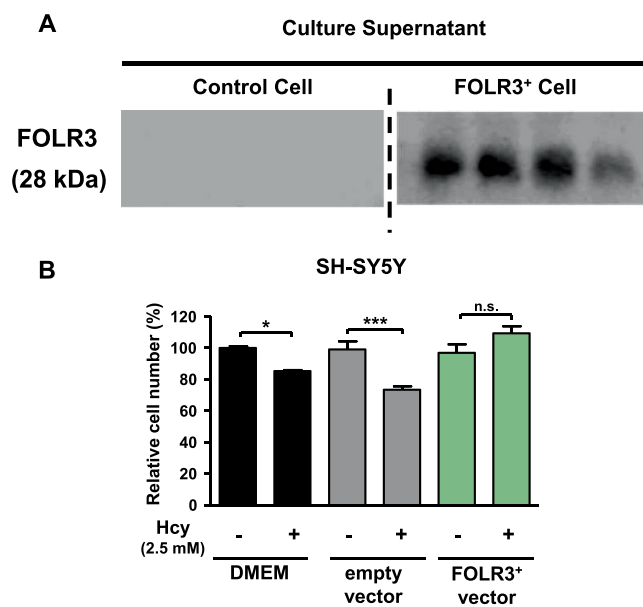 A
Culture Supernatant
Control Cell
FOLR3⁺ Cell
FOLR3
(28 kDa)
B
SH-SY5Y
Relative cell number (%)
120
100
80
60
40
20
0
*
***
n.s.
Hcy
(2.5 mM)
- + - + - +
DMEM
empty
vector
FOLR3⁺
vector